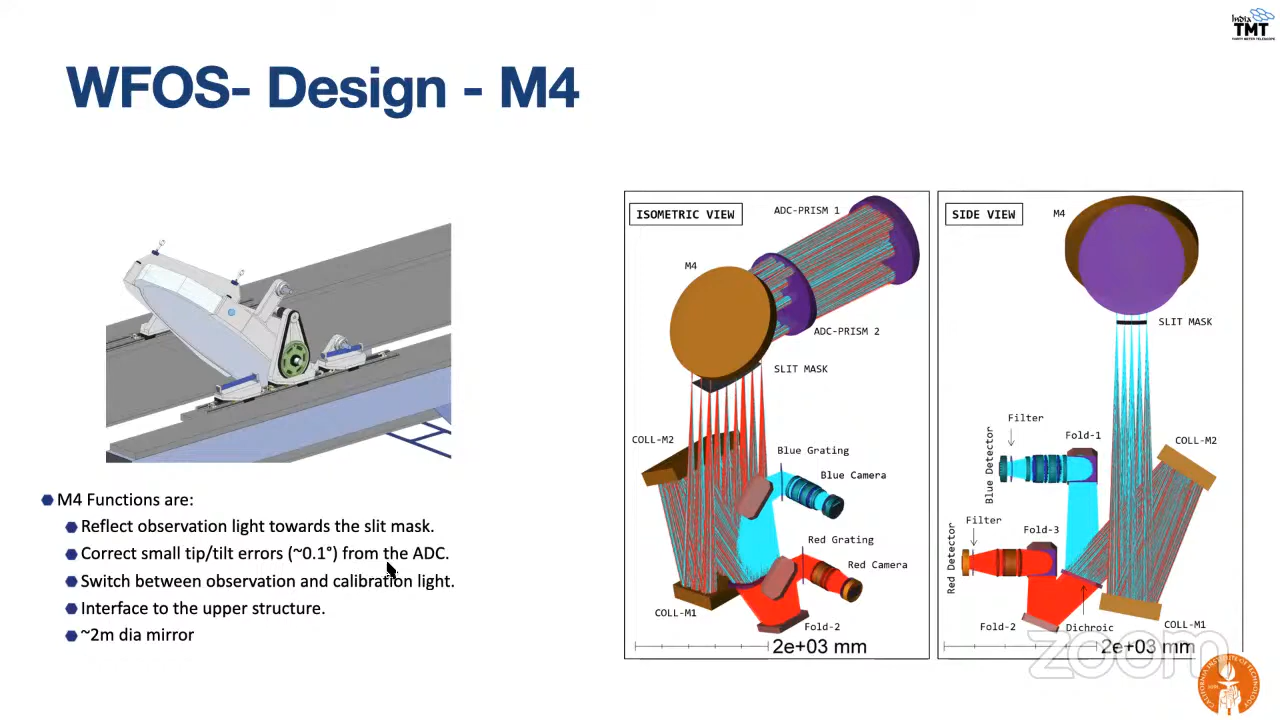 India
TMT
THIRTY METER TELESCOPE
WFOS- Design - M4
M4 Functions are:
Reflect observation light towards the slit mask.
Correct small tip/tilt errors (~0.1°) from the ADC.
Switch between observation and calibration light.
Interface to the upper structure.
~2m dia mirror
ISOMETRIC VIEW
ADC-PRISM 1
M4
ADC-PRISM 2
SLIT MASK
COLL-M2
Blue Grating
Blue Camera
Red Grating
Red Camera
COLL-M1
Fold-2
2e+03 mm
SIDE VIEW
M4
SLIT MASK
Filter
Fold-1
COLL-M2
Blue Detector
Filter
Fold-3
Red Detector
Fold-2
Dichroic
COLL-M1
2e+03 mm
zoom